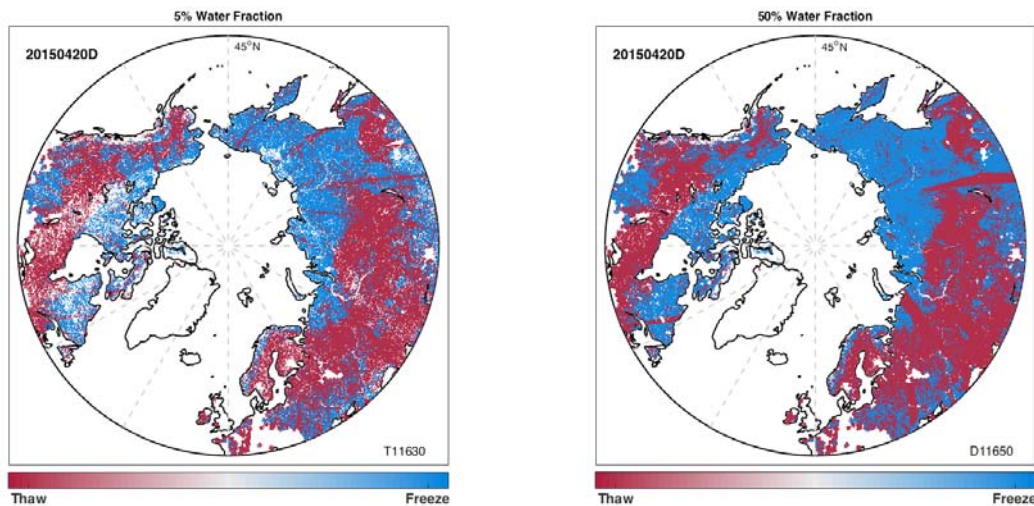 5% Water Fraction
20150420D
45°N
T11630
Thaw
Freeze
50% Water Fraction
20150420D
45°N
D11650
Thaw
Freeze